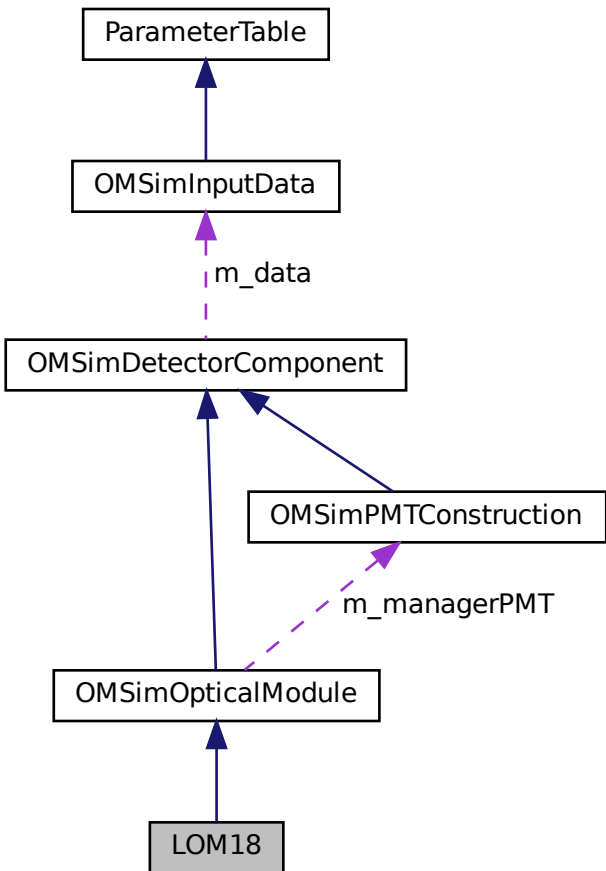 ParameterTable
OMSimInputData
m_data
OMSimDetectorComponent
OMSimPMTConstruction
m_managerPMT
OMSimOpticalModule
LOM18